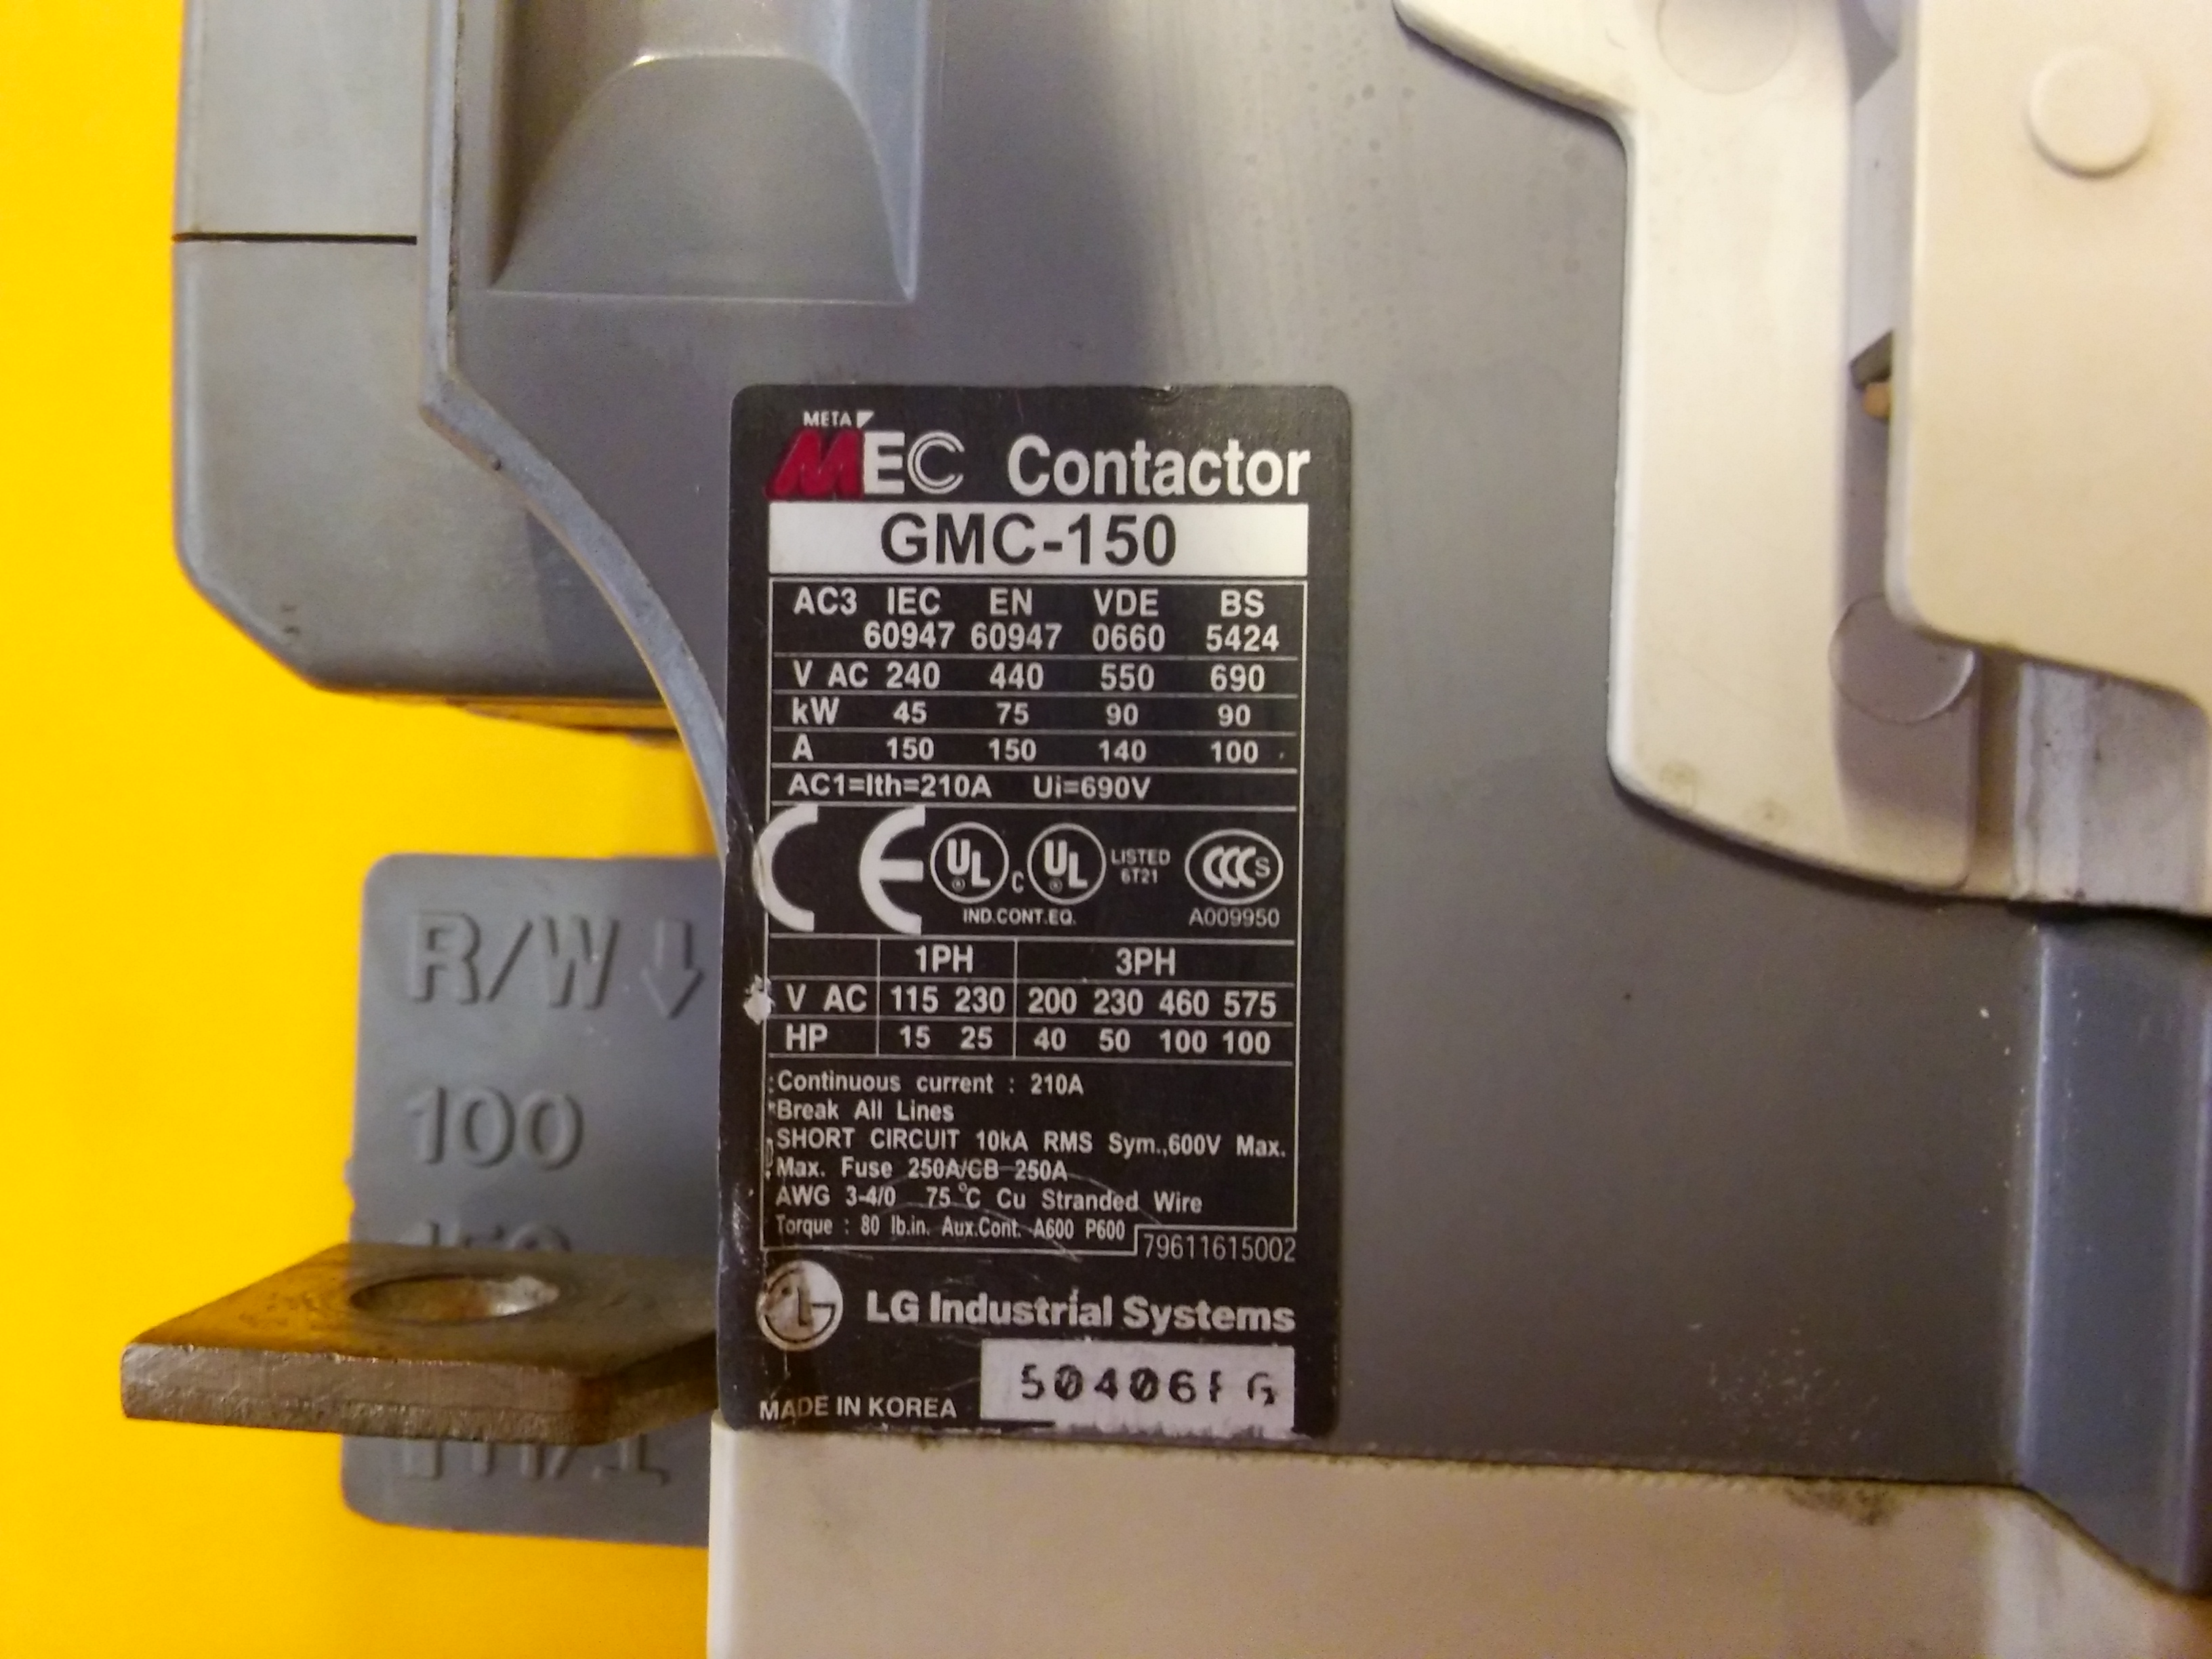 META
MEC Contactor
GMC-150
AC3 IEC EN VDE BS
60947 60947 0660 5424
V AC 240 440 550 690
kW 45 75 90 90
A 150 150 140 100
AC1=Ith=210A Ui=690V
CE UL c UL LISTED 6T21 CCC S
IND.CONT.EQ. A009950
1PH 3PH
V AC 115 230 200 230 460 575
HP 15 25 40 50 100 100
Continuous current : 210A
Break All Lines
SHORT CIRCUIT 10kA RMS Sym.,600V Max.
Max. Fuse 250A/CB 250A
AWG 3-4/0 75°C Cu Stranded Wire
Torque : 80 lb.in. Aux.Cont. A600 P600
79611615002
LG Industrial Systems
MADE IN KOREA
R/W ↓
100